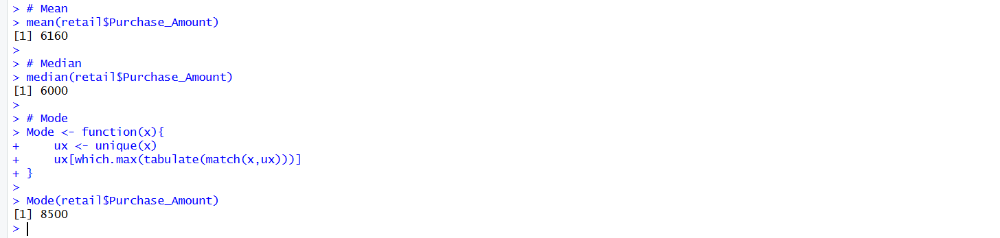 > # Mean
> mean(retail$Purchase_Amount)
[1] 6160
>
> # Median
> median(retail$Purchase_Amount)
[1] 6000
>
> # Mode
> Mode <- function(x){
+     ux <- unique(x)
+     ux[which.max(tabulate(match(x,ux)))]
+ }
>
> Mode(retail$Purchase_Amount)
[1] 8500
>